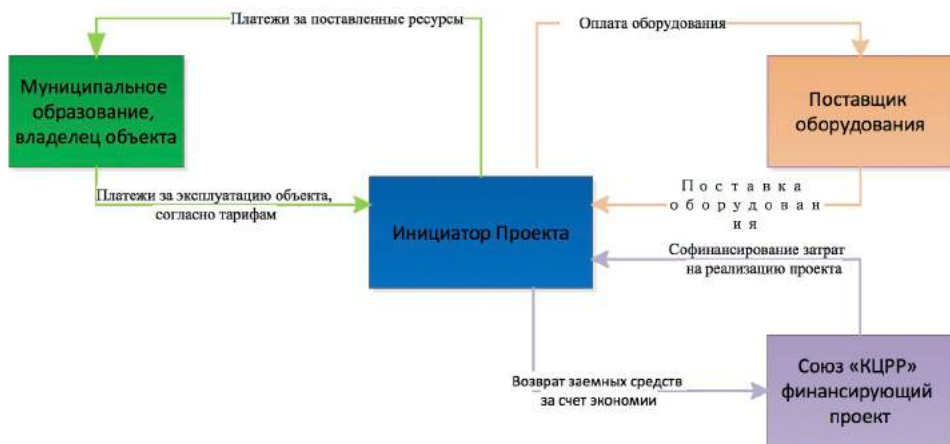 Платежи за поставленные ресурсы
Оплата оборудования
Муниципальное
образование,
владелец объекта
Поставщик
оборудования
Платежи за эксплуатацию объекта,
согласно тарифам
Инициатор Проекта
Поставка
оборудован
ия
Софинансирование затрат
на реализацию проекта
Возврат заемных средств
за счет экономии
Союз «КЦРР»
финансирующий
проект